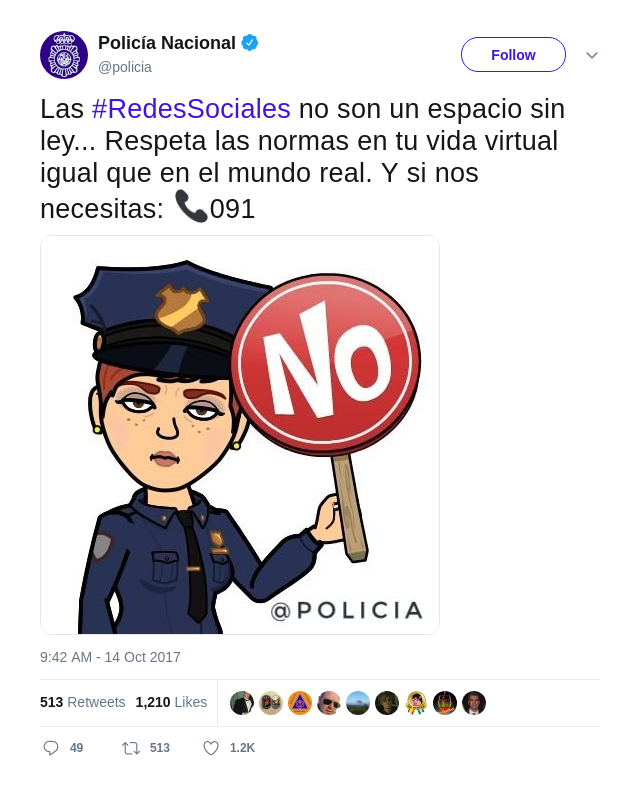 Policía Nacional
@policia
Follow
Las #RedesSociales no son un espacio sin
ley... Respeta las normas en tu vida virtual
igual que en el mundo real. Y si nos
necesitas: 📞091
No
@POLICIA
9:42 AM - 14 Oct 2017
513 Retweets 1,210 Likes
49 513 1.2K